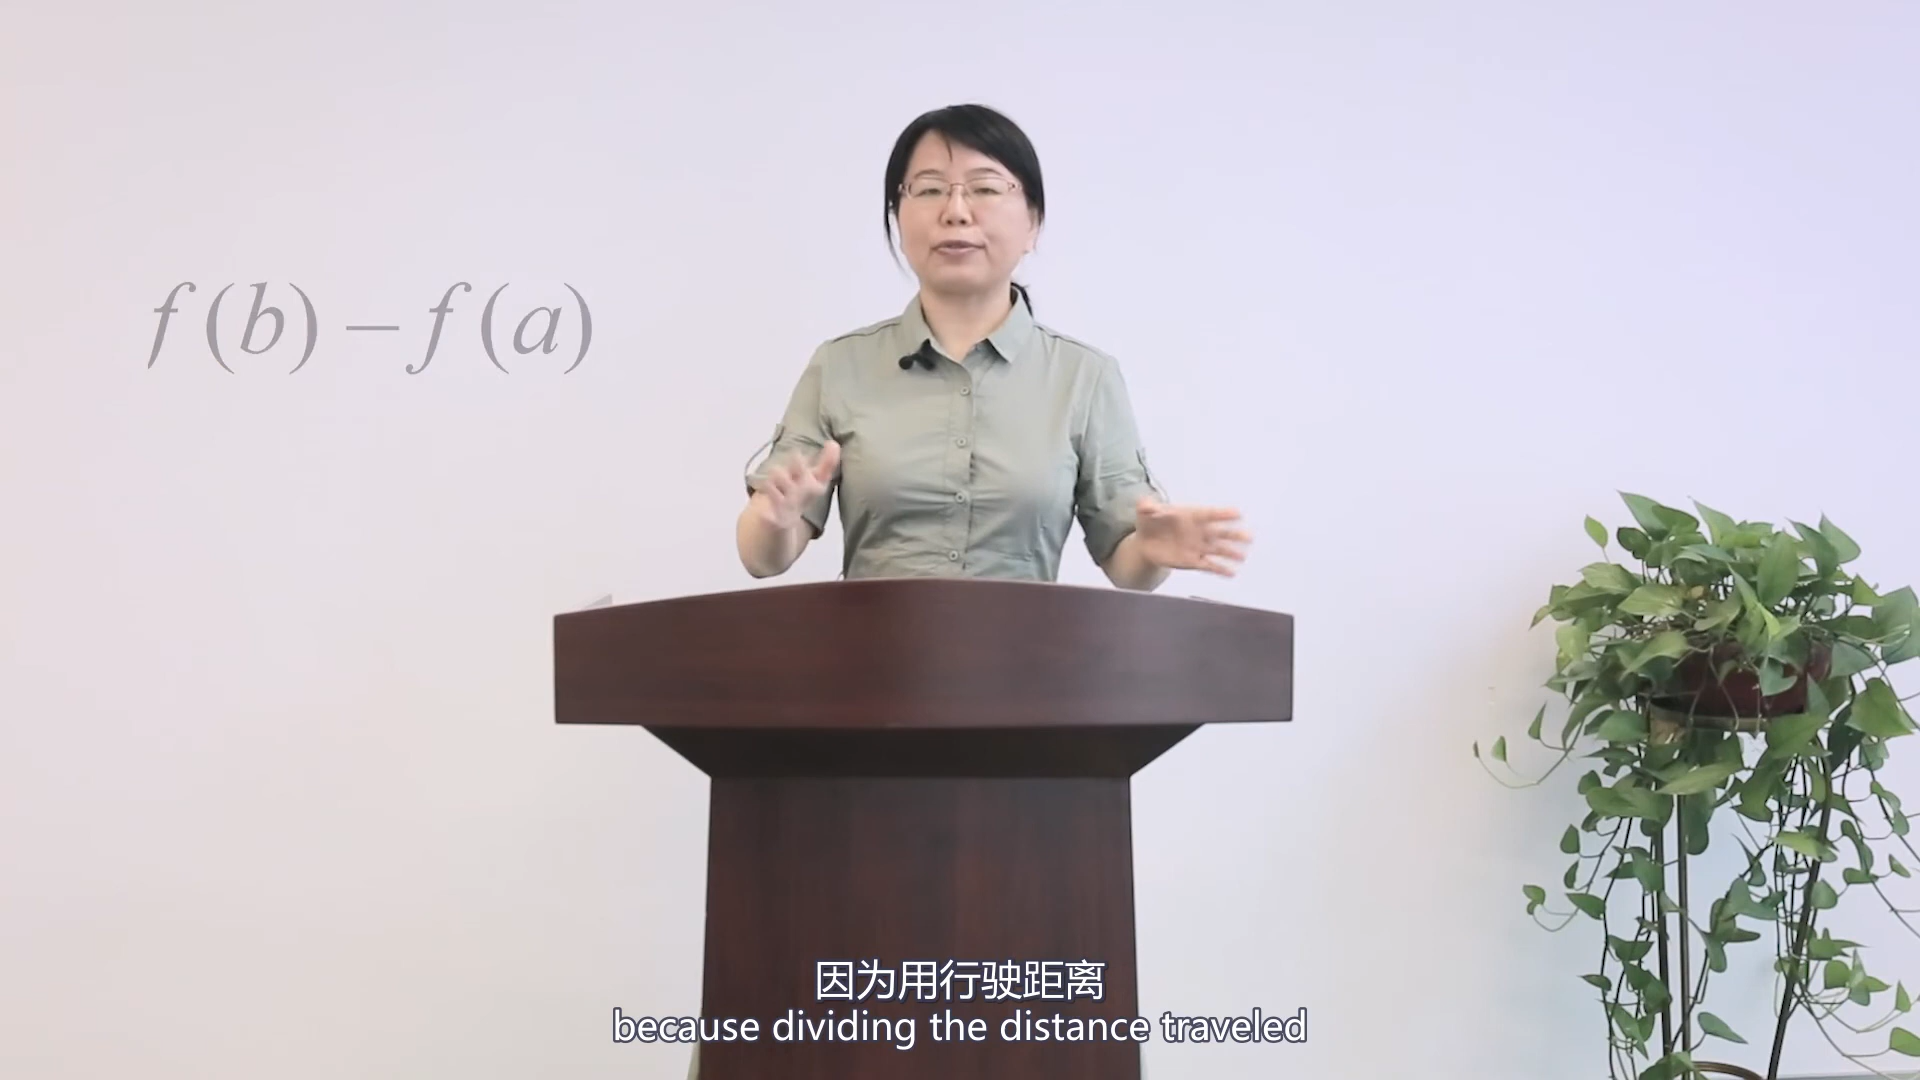 f(b) − f(a)
因为用行驶距离
because dividing the distance traveled